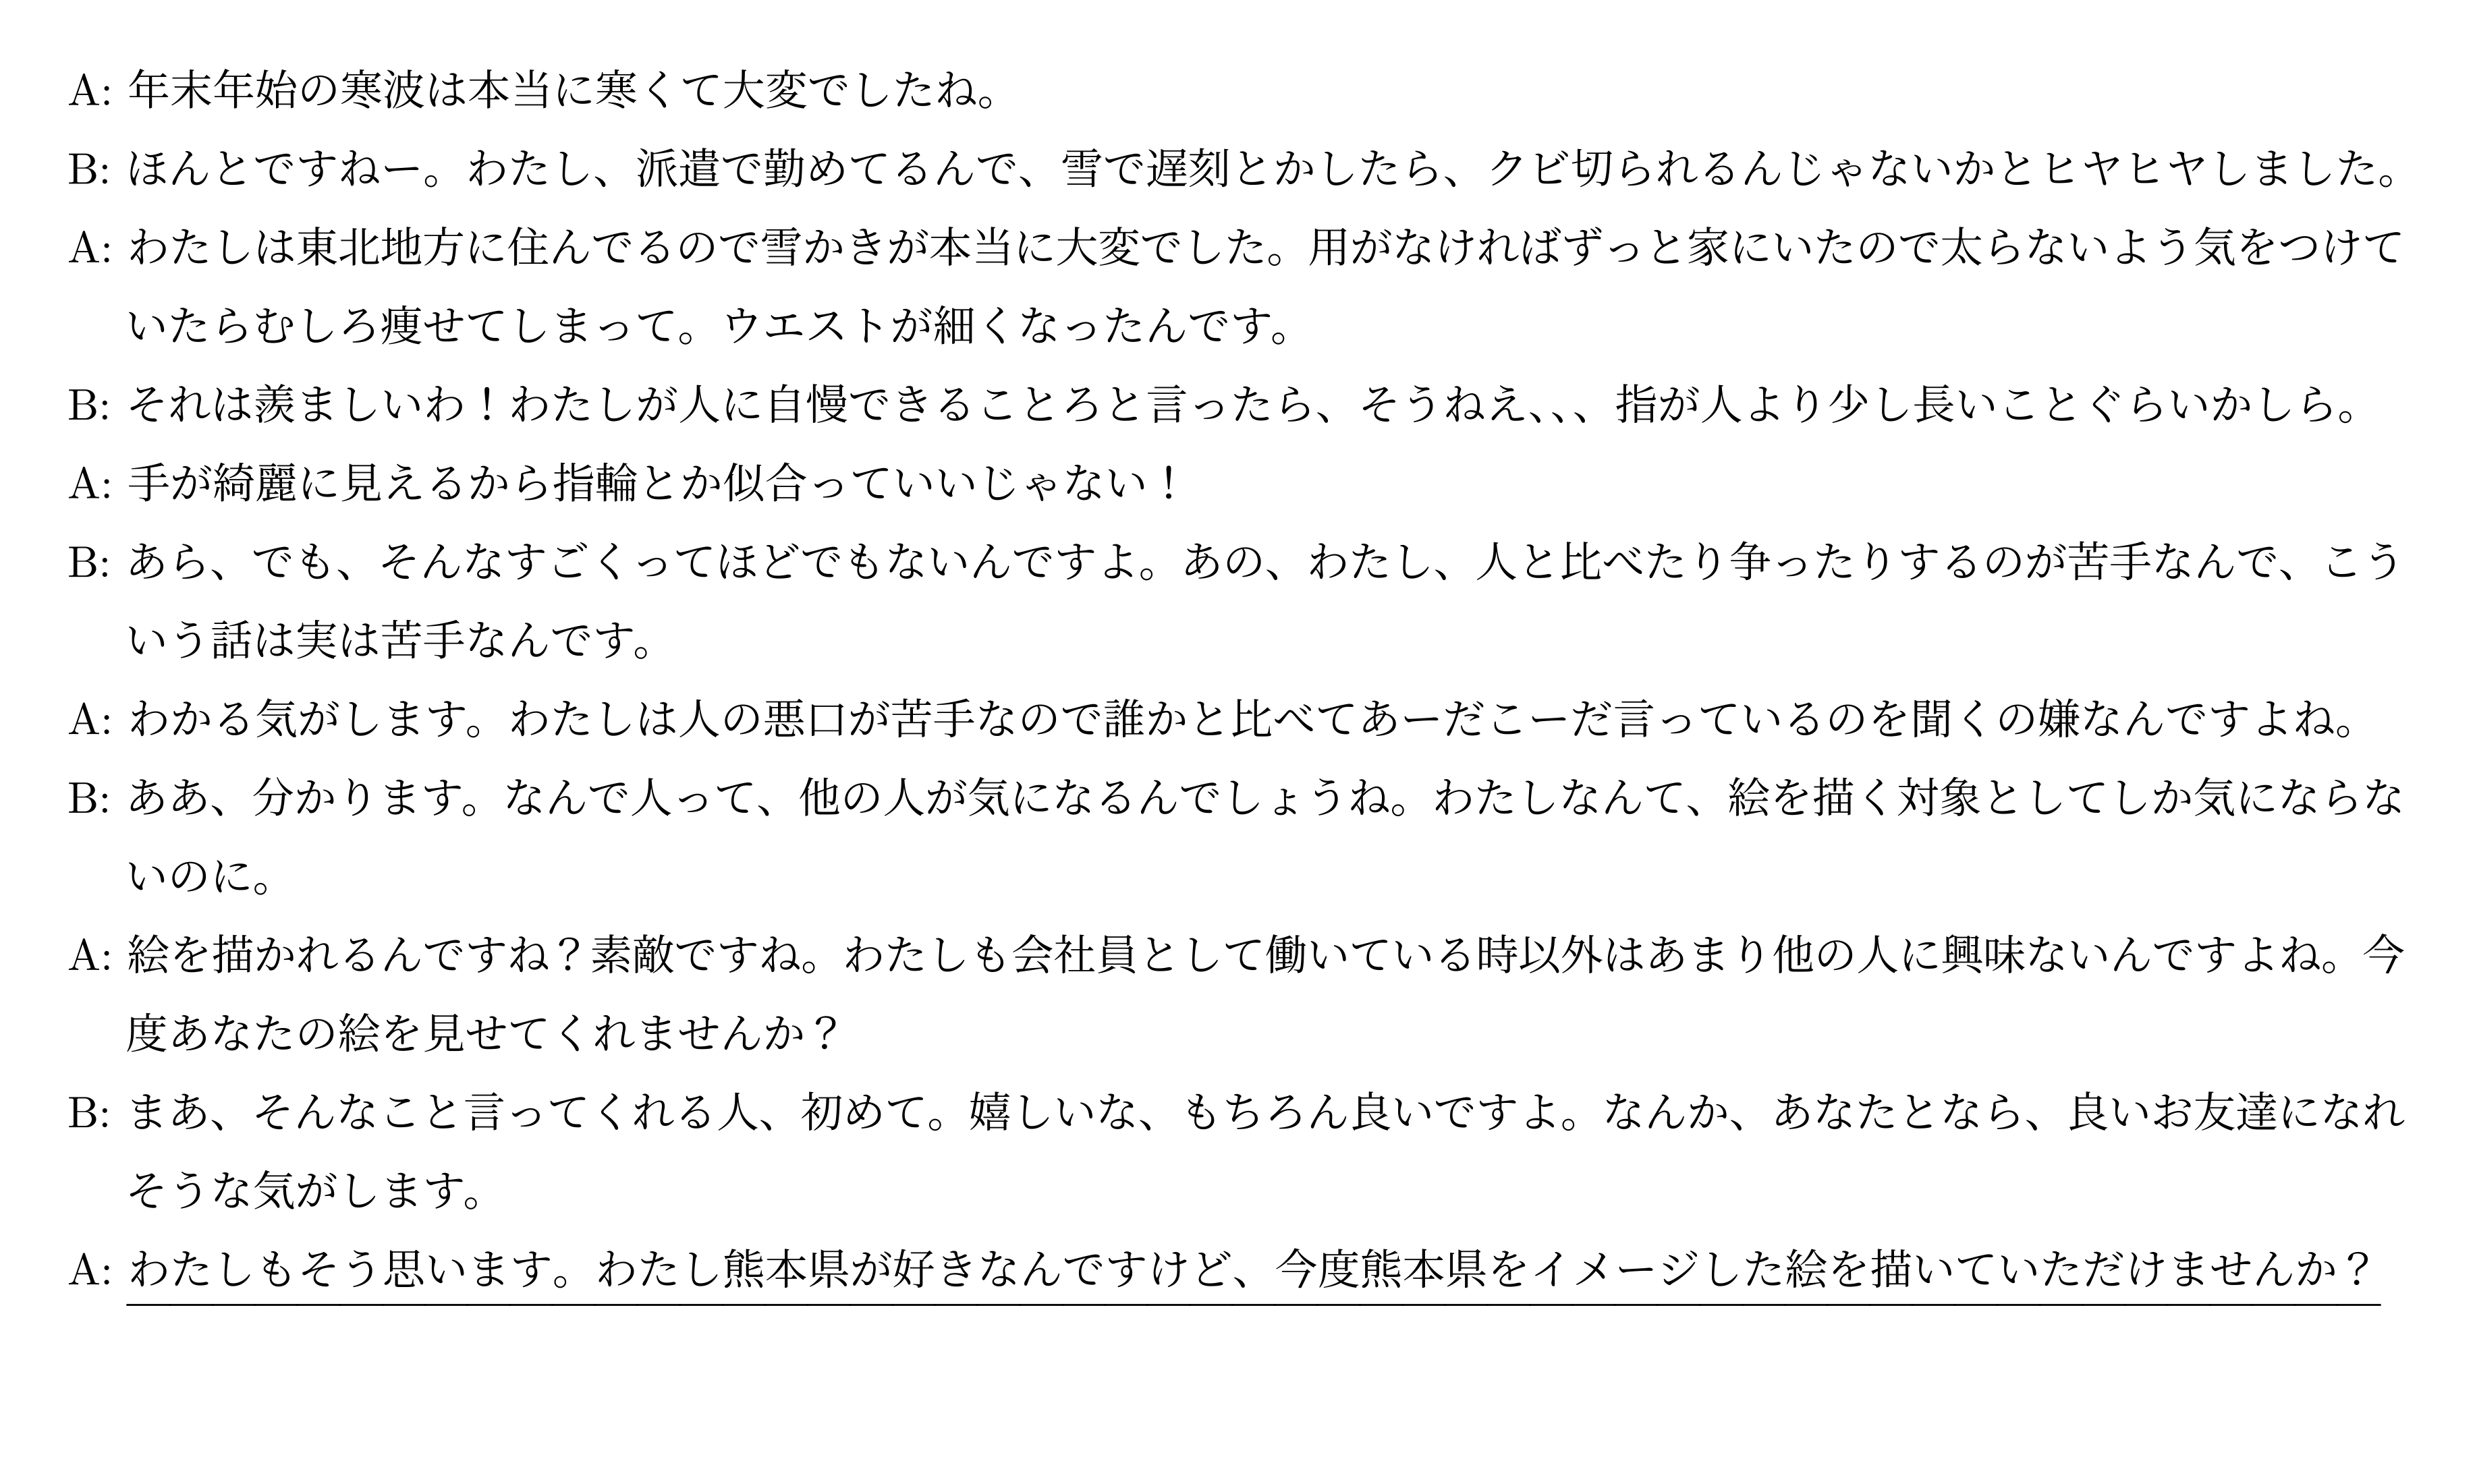 A: 年末年始の寒波は本当に寒くて大変でしたね。
B: ほんとですねー。わたし、派遣で勤めてるんで、雪で遅刻とかしたら、クビ切られるんじゃないかとヒヤヒヤしました。
A: わたしは東北地方に住んでるので雪かきが本当に大変でした。用がなければずっと家にいたので太らないよう気をつけて
いたらむしろ痩せてしまって。ウエストが細くなったんです。
B: それは羨ましいわ！わたしが人に自慢できることろと言ったら、そうねえ、、、指が人より少し長いことぐらいかしら。
A: 手が綺麗に見えるから指輪とか似合っていいじゃない！
B: あら、でも、そんなすごくってほどでもないんですよ。あの、わたし、人と比べたり争ったりするのが苦手なんで、こう
いう話は実は苦手なんです。
A: わかる気がします。わたしは人の悪口が苦手なので誰かと比べてあーだこーだ言っているのを聞くの嫌なんですよね。
B: ああ、分かります。なんで人って、他の人が気になるんでしょうね。わたしなんて、絵を描く対象としてしか気にならな
いのに。
A: 絵を描かれるんですね？素敵ですね。わたしも会社員として働いている時以外はあまり他の人に興味ないんですよね。今
度あなたの絵を見せてくれませんか？
B: まあ、そんなこと言ってくれる人、初めて。嬉しいな、もちろん良いですよ。なんか、あなたとなら、良いお友達になれ
そうな気がします。
A: わたしもそう思います。わたし熊本県が好きなんですけど、今度熊本県をイメージした絵を描いていただけませんか？